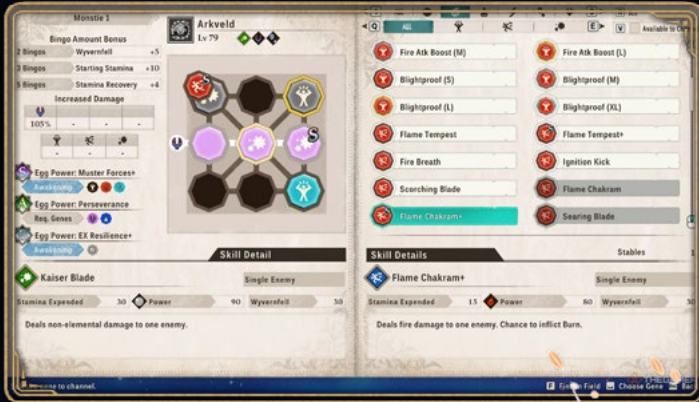 Monstie 1
Bingo Amount Bonus
2 Bingos Wyvernfell +5
3 Bingos Starting Stamina +10
5 Bingos Stamina Recovery +4
Increased Damage
105% - - - -
- - -
Egg Power: Muster Forces+
Awakening
Egg Power: Perseverance
Req. Genes
Egg Power: EX Resilience+
Awakening
Arkveld
Lv 79
S
S
Skill Detail
Kaiser Blade
Single Enemy
Stamina Expended 30 Power 90 Wyvernfell 30
Deals non-elemental damage to one enemy.
Q ALL E V Available to
Fire Atk Boost (M) Fire Atk Boost (L)
Blightproof (S) Blightproof (M)
Blightproof (L) Blightproof (XL)
Flame Tempest Flame Tempest+
Fire Breath Ignition Kick
Scorching Blade Flame Chakram
Flame Chakram+ Searing Blade
Skill Details Stables
Flame Chakram+
Single Enemy
Stamina Expended 15 Power 80 Wyvernfell
Deals fire damage to one enemy. Chance to inflict Burn.
to channel.
F Field Choose Gene